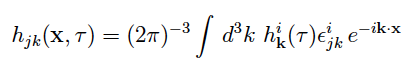 h_{jk}(\mathbf{x}, \tau) = (2\pi)^{-3} \int d^3k \; h^i_{\mathbf{k}}(\tau) \epsilon^i_{jk} e^{-i\mathbf{k}\cdot\mathbf{x}}